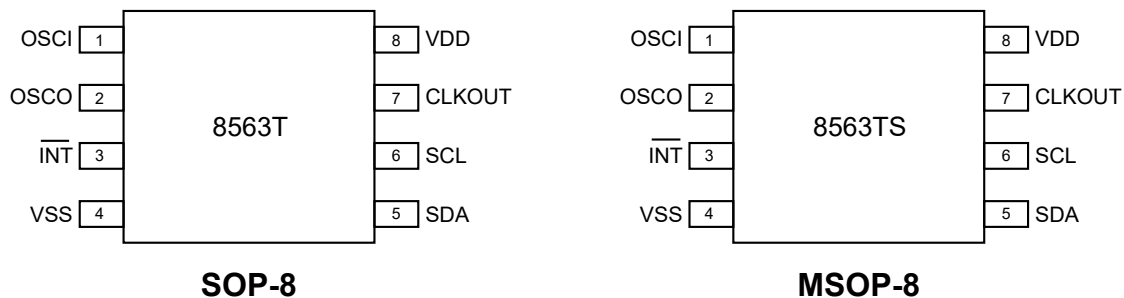 OSCI 1 8 VDD
OSCO 2 7 CLKOUT
8563T
INT 3 6 SCL
VSS 4 5 SDA
SOP-8
OSCI 1 8 VDD
OSCO 2 7 CLKOUT
8563TS
INT 3 6 SCL
VSS 4 5 SDA
MSOP-8